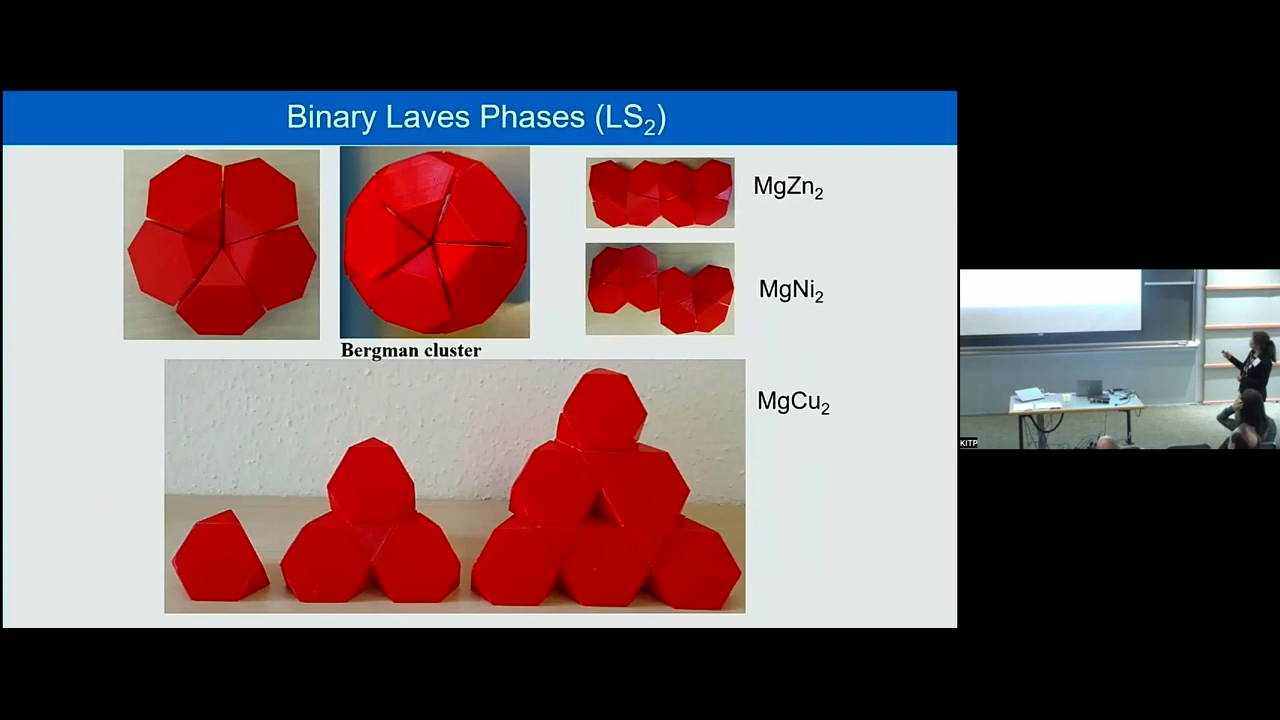 Binary Laves Phases (LS₂)
MgZn₂
MgNi₂
Bergman cluster
MgCu₂
KITP